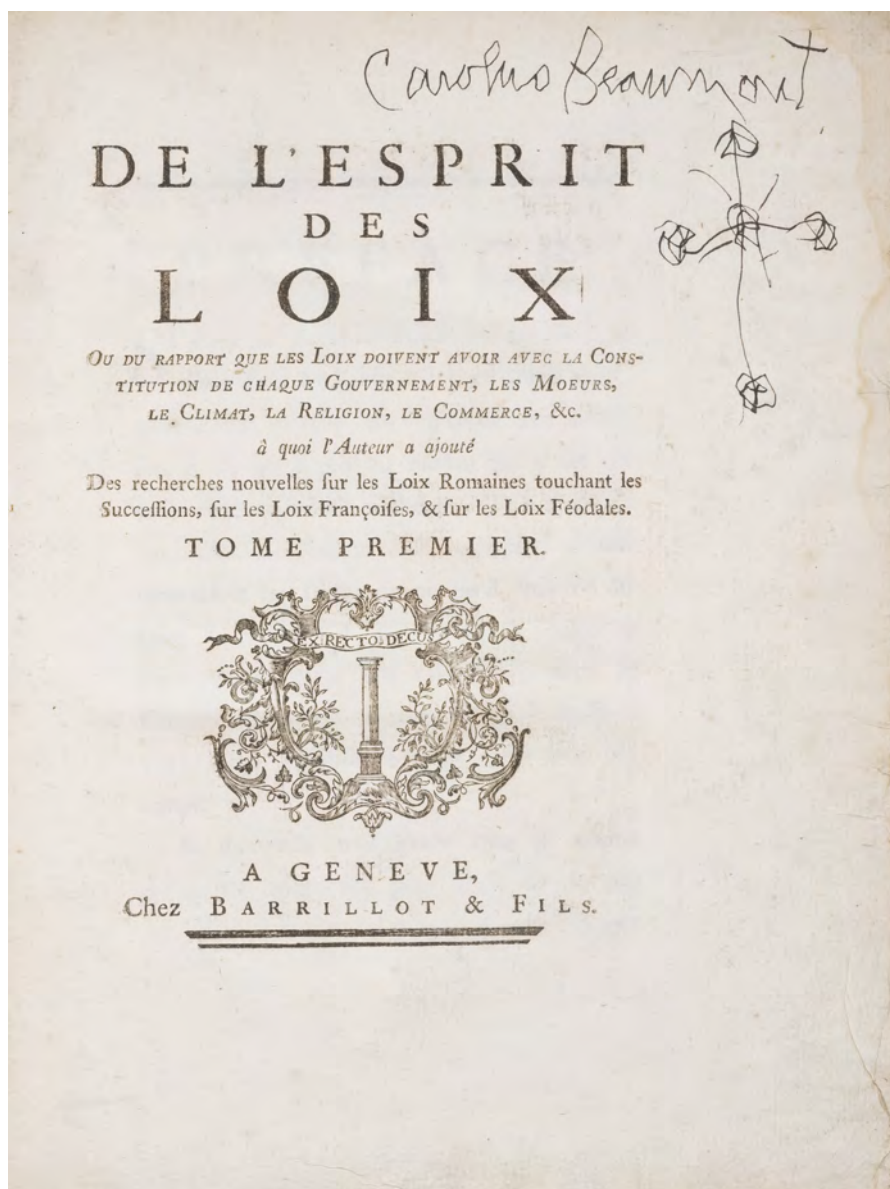 Carolus Beaumont
DE L'ESPRIT
DES
LOIX
OU DU RAPPORT QUE LES LOIX DOIVENT AVOIR AVEC LA CONS-
TITUTION DE CHAQUE GOUVERNEMENT, LES MOEURS,
LE CLIMAT, LA RELIGION, LE COMMERCE, &c.
à quoi l'Auteur a ajouté
Des recherches nouvelles ſur les Loix Romaines touchant les
Succeſſions, ſur les Loix Françoiſes, & ſur les Loix Féodales.
TOME PREMIER.
EX RECTO DECUS
A GENEVE,
Chez BARRILLOT & FILS.